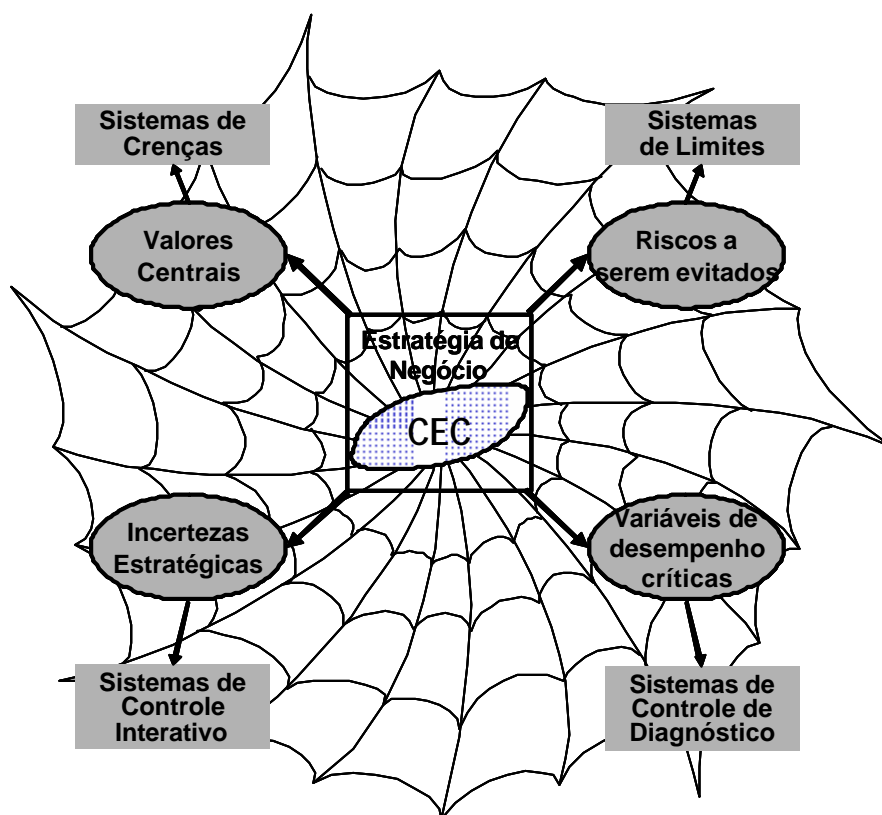 Sistemas de
Crenças
Sistemas
de Limites
Valores
Centrais
Riscos a
serem evitados
Estratégia de
Negócio
CEC
Incertezas
Estratégicas
Variáveis de
desempenho
críticas
Sistemas de
Controle
Interativo
Sistemas de
Controle de
Diagnóstico